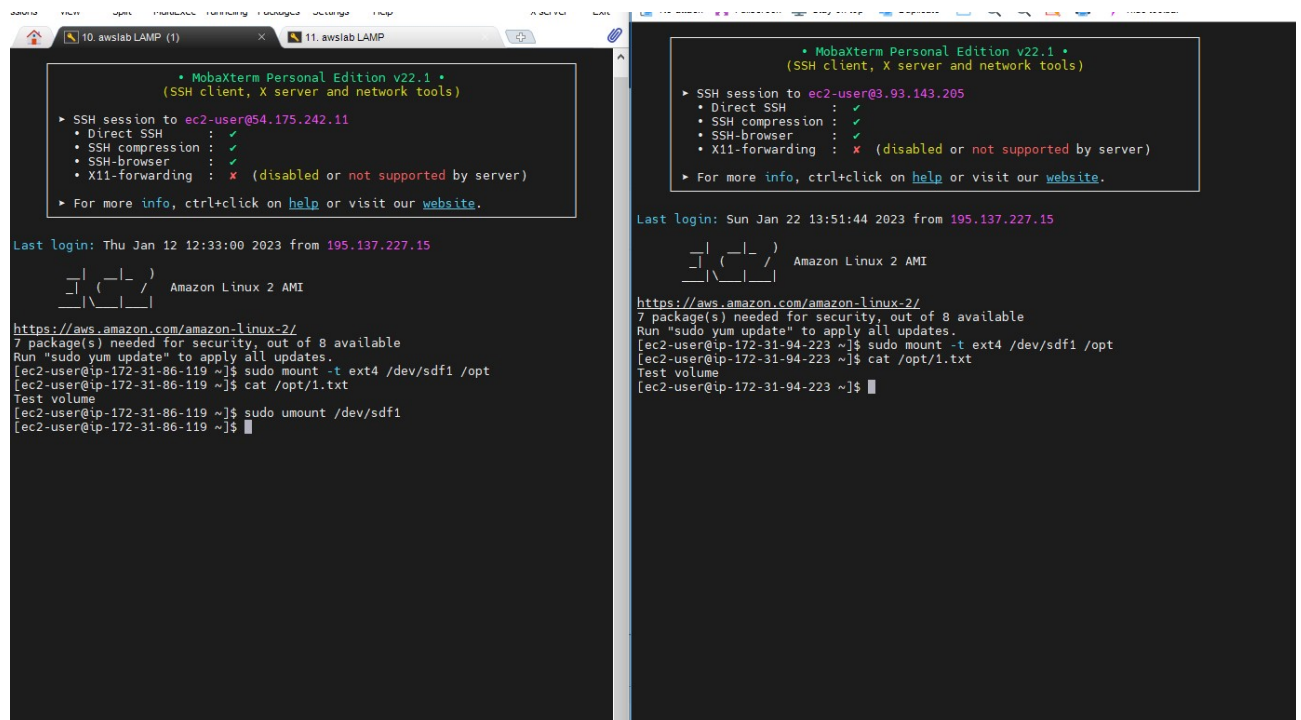 10. awslab LAMP (1)
11. awslab LAMP
• MobaXterm Personal Edition v22.1 •
(SSH client, X server and network tools)
► SSH session to ec2-user@54.175.242.11
• Direct SSH : ✔
• SSH compression : ✔
• SSH-browser : ✔
• X11-forwarding : ✘ (disabled or not supported by server)
► For more info, ctrl+click on help or visit our website.
Last login: Thu Jan 12 12:33:00 2023 from 195.137.227.15
Amazon Linux 2 AMI
https://aws.amazon.com/amazon-linux-2/
7 package(s) needed for security, out of 8 available
Run "sudo yum update" to apply all updates.
[ec2-user@ip-172-31-86-119 ~]$ sudo mount -t ext4 /dev/sdf1 /opt
[ec2-user@ip-172-31-86-119 ~]$ cat /opt/1.txt
Test volume
[ec2-user@ip-172-31-86-119 ~]$ sudo umount /dev/sdf1
[ec2-user@ip-172-31-86-119 ~]$
• MobaXterm Personal Edition v22.1 •
(SSH client, X server and network tools)
► SSH session to ec2-user@3.93.143.205
• Direct SSH : ✔
• SSH compression : ✔
• SSH-browser : ✔
• X11-forwarding : ✘ (disabled or not supported by server)
► For more info, ctrl+click on help or visit our website.
Last login: Sun Jan 22 13:51:44 2023 from 195.137.227.15
Amazon Linux 2 AMI
https://aws.amazon.com/amazon-linux-2/
7 package(s) needed for security, out of 8 available
Run "sudo yum update" to apply all updates.
[ec2-user@ip-172-31-94-223 ~]$ sudo mount -t ext4 /dev/sdf1 /opt
[ec2-user@ip-172-31-94-223 ~]$ cat /opt/1.txt
Test volume
[ec2-user@ip-172-31-94-223 ~]$